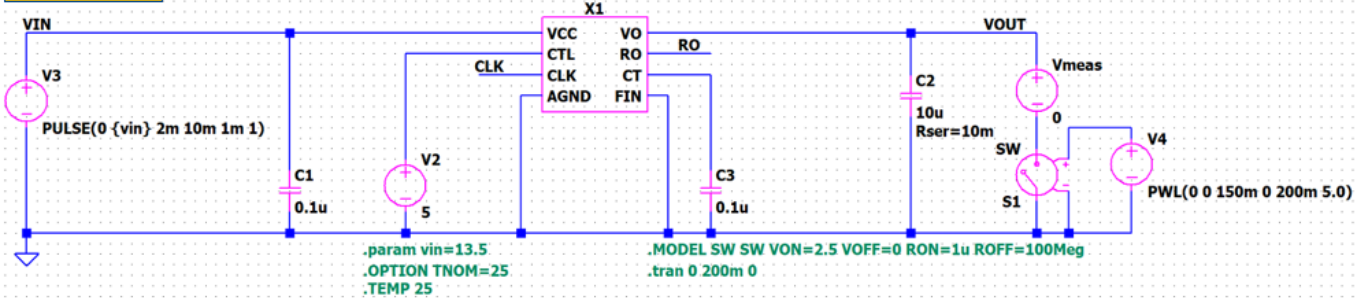 X1
VIN
VOUT
VCC
VO
CTL
RO
RO
CLK
CLK
CT
AGND
FIN
V3
+
-
PULSE(0 {vin} 2m 10m 1m 1)
C1
0.1u
V2
+
-
5
C3
0.1u
C2
10u
Rser=10m
Vmeas
+
-
0
SW
+
-
S1
V4
+
-
PWL(0 0 150m 0 200m 5.0)
.param vin=13.5
.OPTION TNOM=25
.TEMP 25
.MODEL SW SW VON=2.5 VOFF=0 RON=1u ROFF=100Meg
.tran 0 200m 0